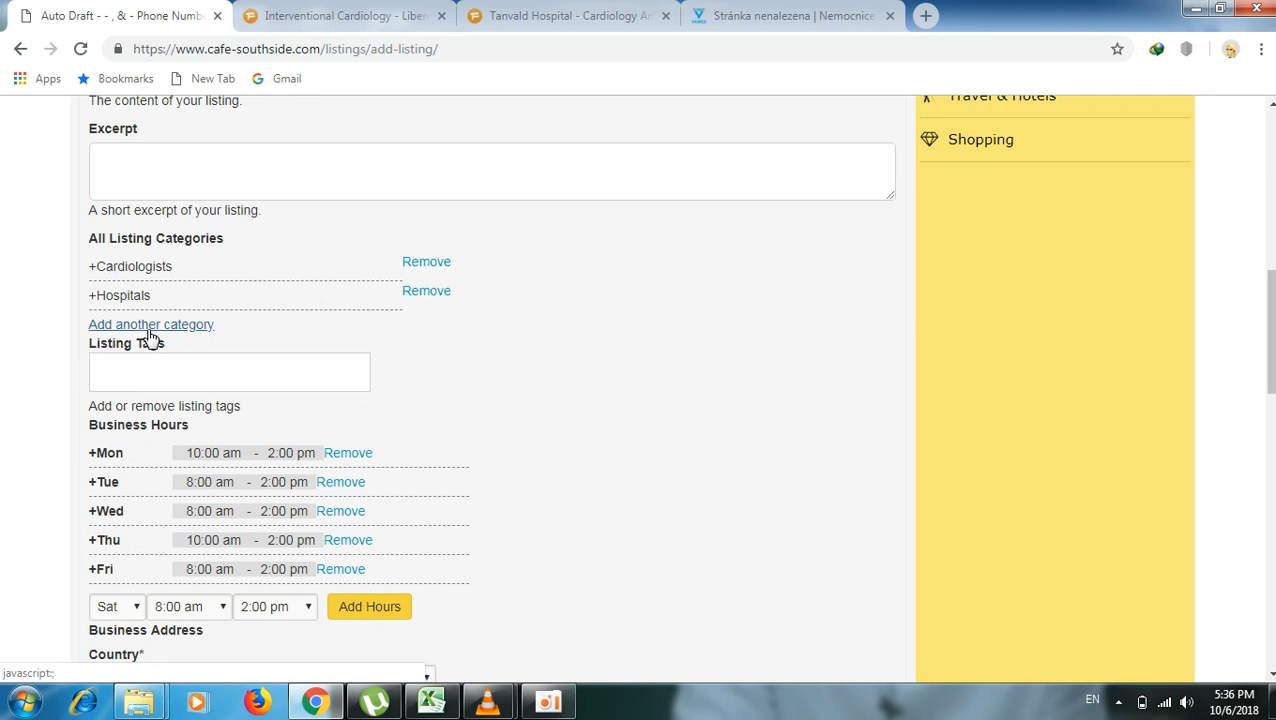 Auto Draft - - , & - Phone Numb
Interventional Cardiology - Liber
Tanvald Hospital - Cardiology A
Stránka nenalezena | Nemocnice
https://www.cafe-southside.com/listings/add-listing/
Apps
Bookmarks
New Tab
Gmail
The content of your listing.
Travel & Hotels
Excerpt
Shopping
A short excerpt of your listing.
All Listing Categories
+Cardiologists
Remove
+Hospitals
Remove
Add another category
Listing Tags
Add or remove listing tags
Business Hours
+Mon 10:00 am - 2:00 pm Remove
+Tue 8:00 am - 2:00 pm Remove
+Wed 8:00 am - 2:00 pm Remove
+Thu 10:00 am - 2:00 pm Remove
+Fri 8:00 am - 2:00 pm Remove
Sat 8:00 am 2:00 pm Add Hours
Business Address
Country*
javascript:;
EN
5:36 PM
10/6/2018